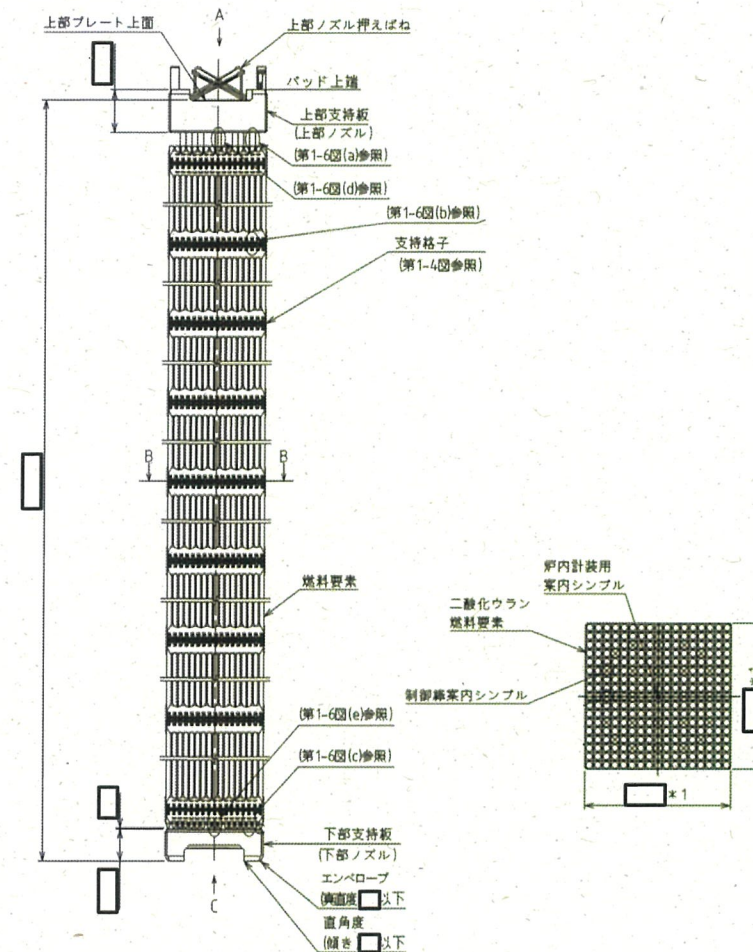 A
上部プレート上面
上部ノズル押えばね
パッド上端
上部支持板
(上部ノズル)
(第1-6図(a)参照)
(第1-6図(d)参照)
(第1-6図(b)参照)
支持格子
(第1-4図参照)
B
B
燃料要素
炉内計装用
案内シンブル
二酸化ウラン
燃料要素
制御棒案内シンブル
*1
(第1-6図(e)参照)
(第1-6図(c)参照)
下部支持板
(下部ノズル)
エンベロープ
(真直度 以下
直角度
(傾き 以下
C